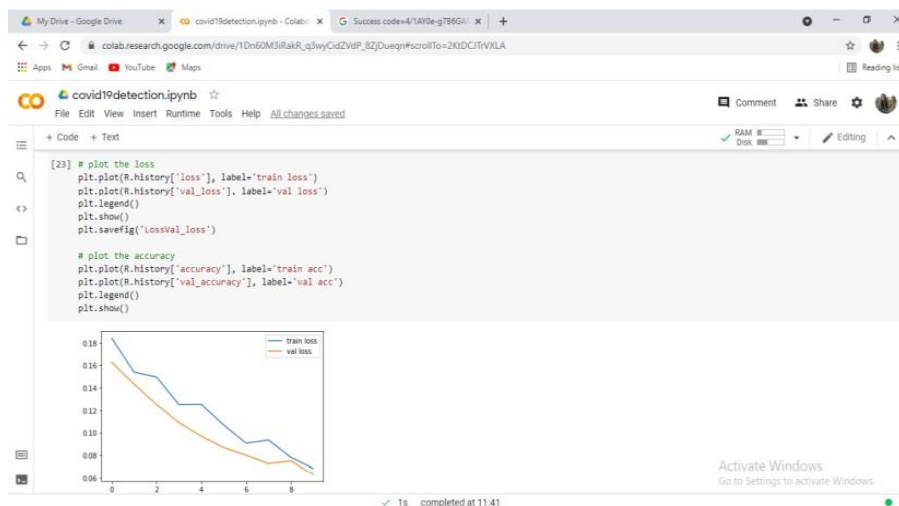 My Drive - Google Drive
covid19detection.ipynb - Colabo
Success code=4/1AY0e-g7B6GA
colab.research.google.com/drive/1Dn60M3iRakR_q3wyCidZVdP_8ZjDueqn#scrollTo=2KtDCJTrVXLA
Apps Gmail YouTube Maps Reading lis
CO covid19detection.ipynb
Comment Share
File Edit View Insert Runtime Tools Help All changes saved
+ Code + Text
RAM
Disk
Editing
[23] # plot the loss
plt.plot(R.history['loss'], label='train loss')
plt.plot(R.history['val_loss'], label='val loss')
plt.legend()
plt.show()
plt.savefig('LossVal_loss')
# plot the accuracy
plt.plot(R.history['accuracy'], label='train acc')
plt.plot(R.history['val_accuracy'], label='val acc')
plt.legend()
plt.show()
train loss
val loss
0.18
0.16
0.14
0.12
0.10
0.08
0.06
0 2 4 6 8
Activate Windows
Go to Settings to activate Windows.
1s completed at 11:41